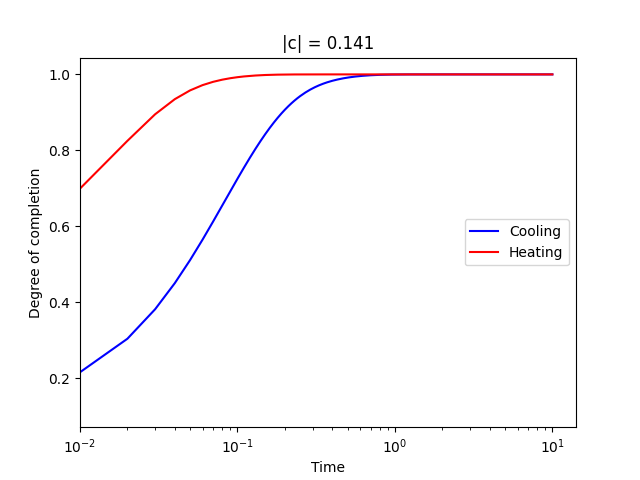 |c| = 0.141
Degree of completion
1.0
0.8
0.6
0.4
0.2
Cooling
Heating
10⁻²
10⁻¹
10⁰
10¹
Time